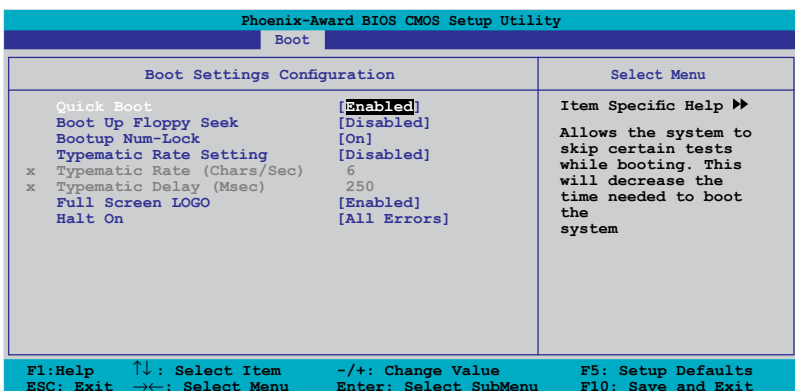 Phoenix-Award BIOS CMOS Setup Utility
Boot
Boot Settings Configuration
Select Menu
Quick Boot [Enabled]
Boot Up Floppy Seek [Disabled]
Bootup Num-Lock [On]
Typematic Rate Setting [Disabled]
x Typematic Rate (Chars/Sec) 6
x Typematic Delay (Msec) 250
Full Screen LOGO [Enabled]
Halt On [All Errors]
Item Specific Help ▶▶
Allows the system to
skip certain tests
while booting. This
will decrease the
time needed to boot
the
system
F1:Help ↑↓ : Select Item -/+: Change Value F5: Setup Defaults
ESC: Exit →←: Select Menu Enter: Select SubMenu F10: Save and Exit